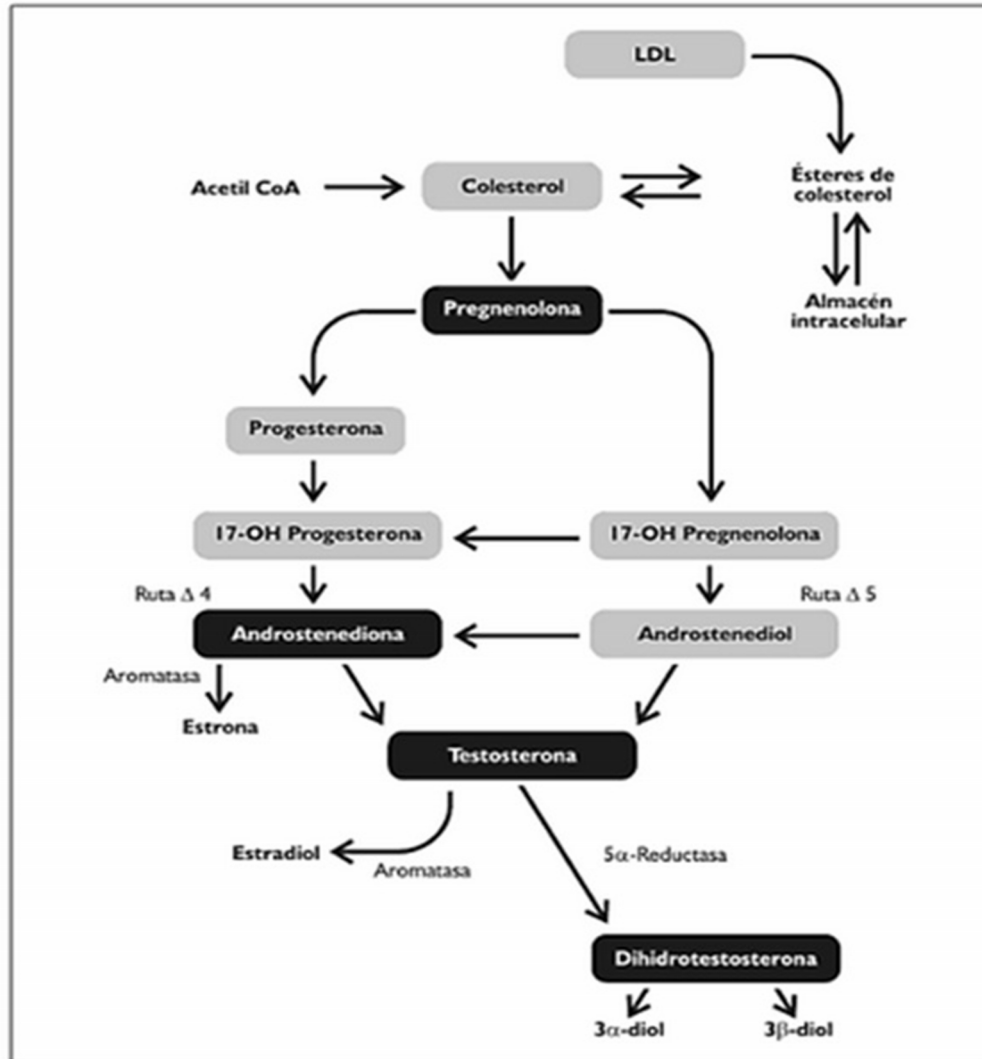 LDL
Acetil CoA
Colesterol
Ésteres de
colesterol
Pregnenolona
Almacén
intracelular
Progesterona
17-OH Progesterona
17-OH Pregnenolona
Ruta Δ 4
Ruta Δ 5
Androstenediona
Androstenediol
Aromatasa
Estrona
Testosterona
Estradiol
Aromatasa
5α-Reductasa
Dihidrotestosterona
3α-diol
3β-diol